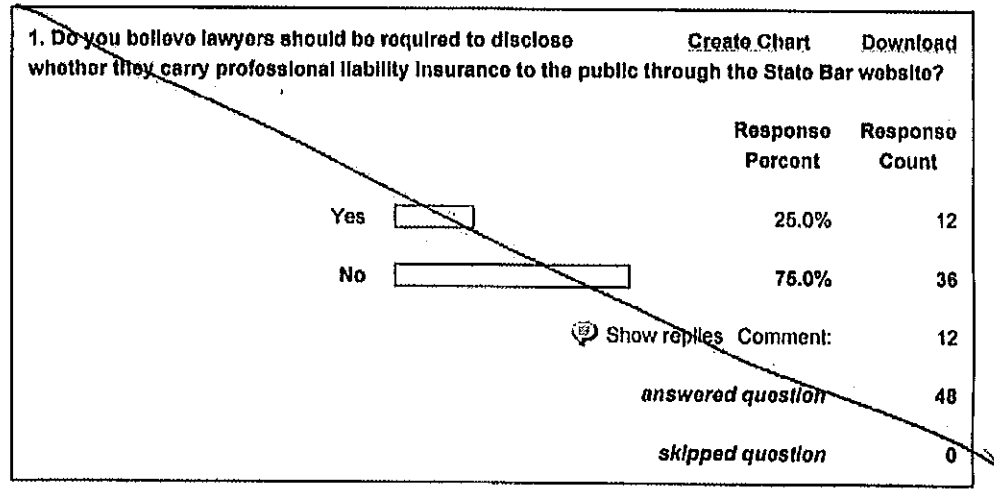 1. Do you believe lawyers should be required to disclose Create Chart Download
whether they carry professional liability insurance to the public through the State Bar website?
Response Response
Percent Count
Yes 25.0% 12
No 75.0% 36
Show replies Comment: 12
answered question 48
skipped question 0